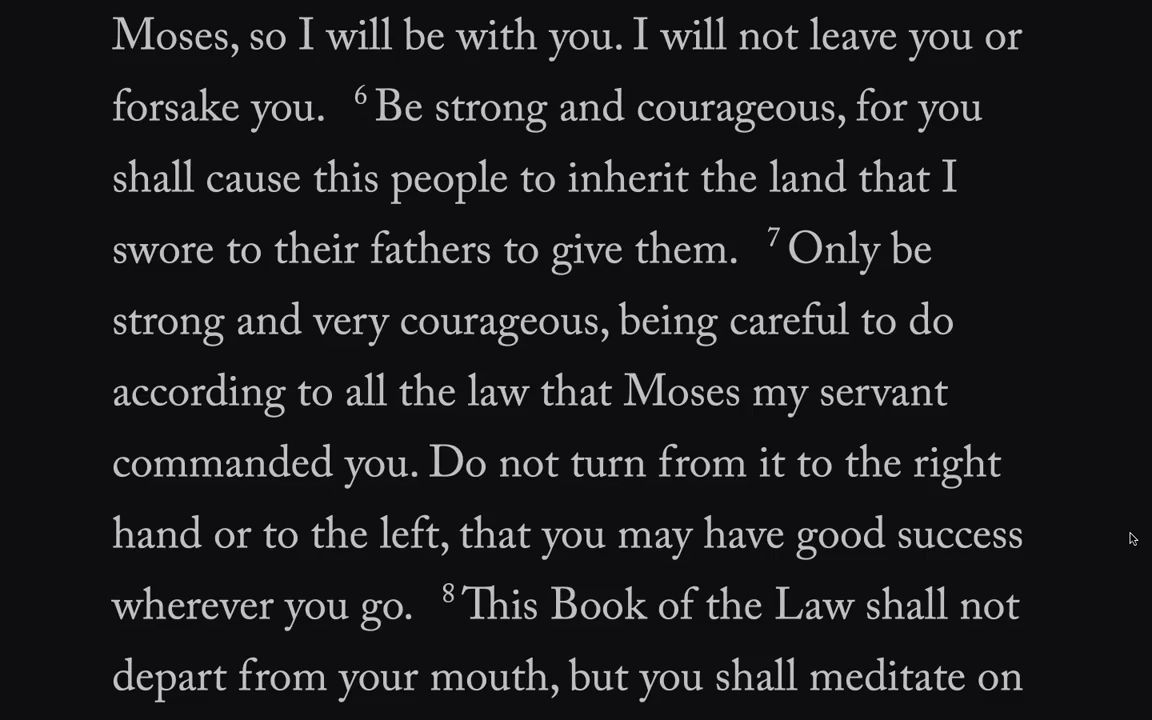 Moses, so I will be with you. I will not leave you or
forsake you. 6 Be strong and courageous, for you
shall cause this people to inherit the land that I
swore to their fathers to give them. 7 Only be
strong and very courageous, being careful to do
according to all the law that Moses my servant
commanded you. Do not turn from it to the right
hand or to the left, that you may have good success
wherever you go. 8 This Book of the Law shall not
depart from your mouth, but you shall meditate on